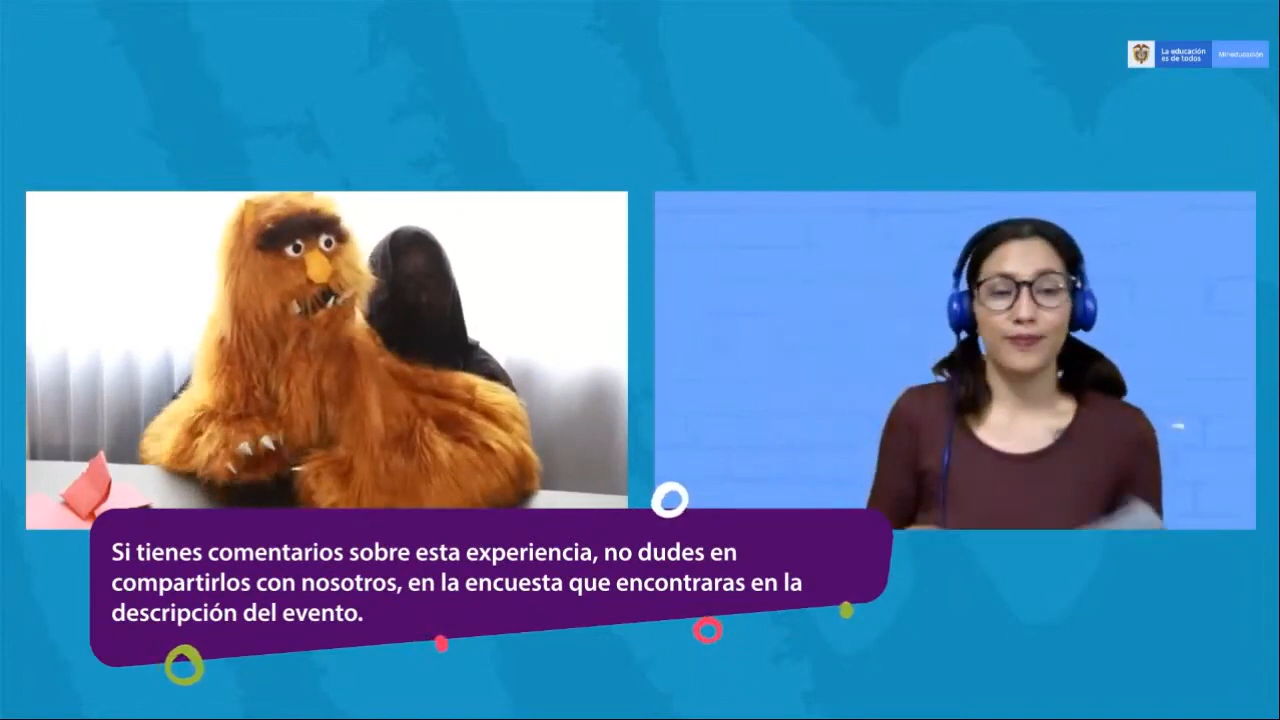 La educación
es de todos
Mineducación
Si tienes comentarios sobre esta experiencia, no dudes en
compartirlos con nosotros, en la encuesta que encontraras en la
descripción del evento.